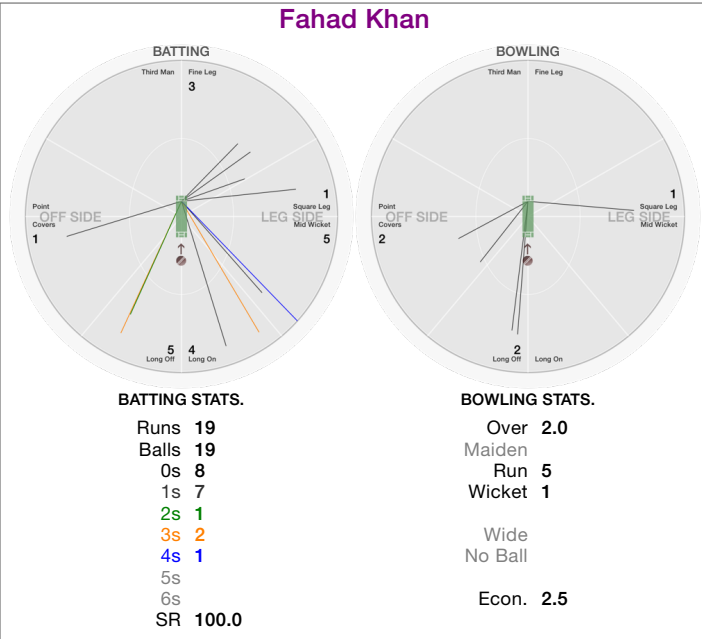 Fahad Khan
BATTING
Third Man Fine Leg
3
1
Point Square Leg
OFF SIDE LEG SIDE
Covers Mid Wicket
1 5
5 4
Long Off Long On
BOWLING
Third Man Fine Leg
1
Point Square Leg
OFF SIDE LEG SIDE
Covers Mid Wicket
2
2
Long Off Long On
BATTING STATS.
Runs 19
Balls 19
0s 8
1s 7
2s 1
3s 2
4s 1
5s
6s
SR 100.0
BOWLING STATS.
Over 2.0
Maiden
Run 5
Wicket 1
Wide
No Ball
Econ. 2.5